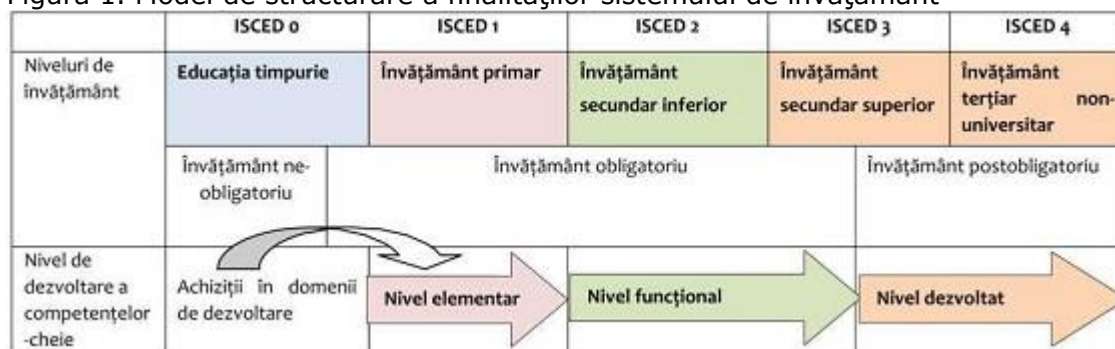 Figura 1. Model de structurare a finalităților sistemului de învățământ
ISCED 0 ISCED 1 ISCED 2 ISCED 3 ISCED 4
Niveluri de învățământ
Educația timpurie
Învățământ primar
Învățământ
secundar inferior
Învățământ
secundar superior
Învățământ
terțiar non-
universitar
Învățământ ne-
obligatoriu
Învățământ obligatoriu
Învățământ postobligatoriu
Nivel de
dezvoltare a
competențelor
-cheie
Achiziții în domenii
de dezvoltare
Nivel elementar
Nivel funcțional
Nivel dezvoltat